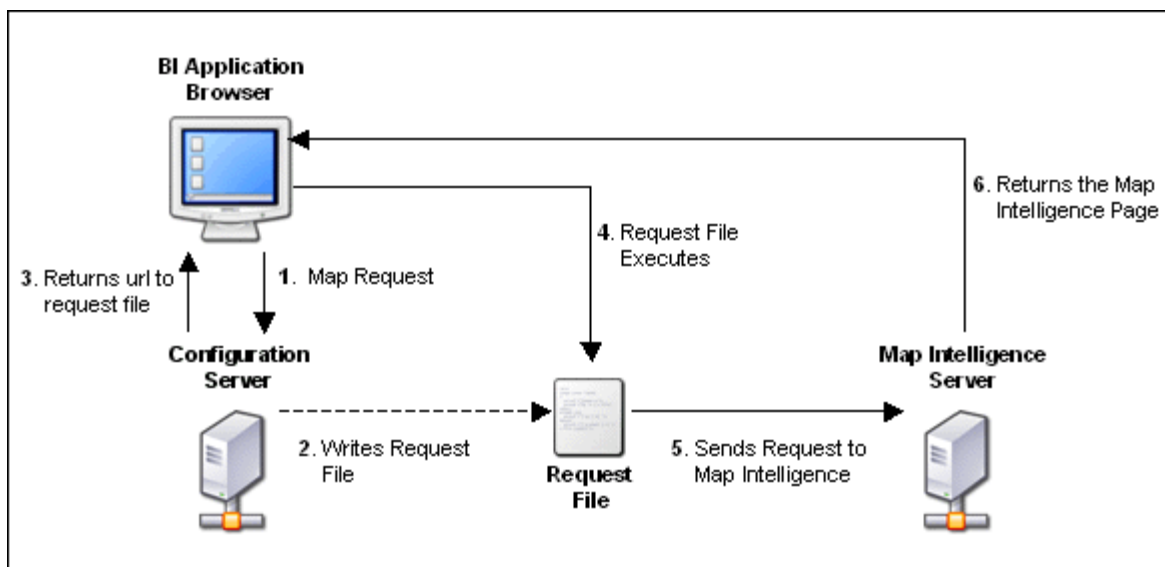 BI Application
Browser
6. Returns the Map
Intelligence Page
4. Request File
Executes
3. Returns url to
request file
1. Map Request
Configuration
Server
Map Intelligence
Server
2. Writes Request
File
Request
File
5. Sends Request to
Map Intelligence